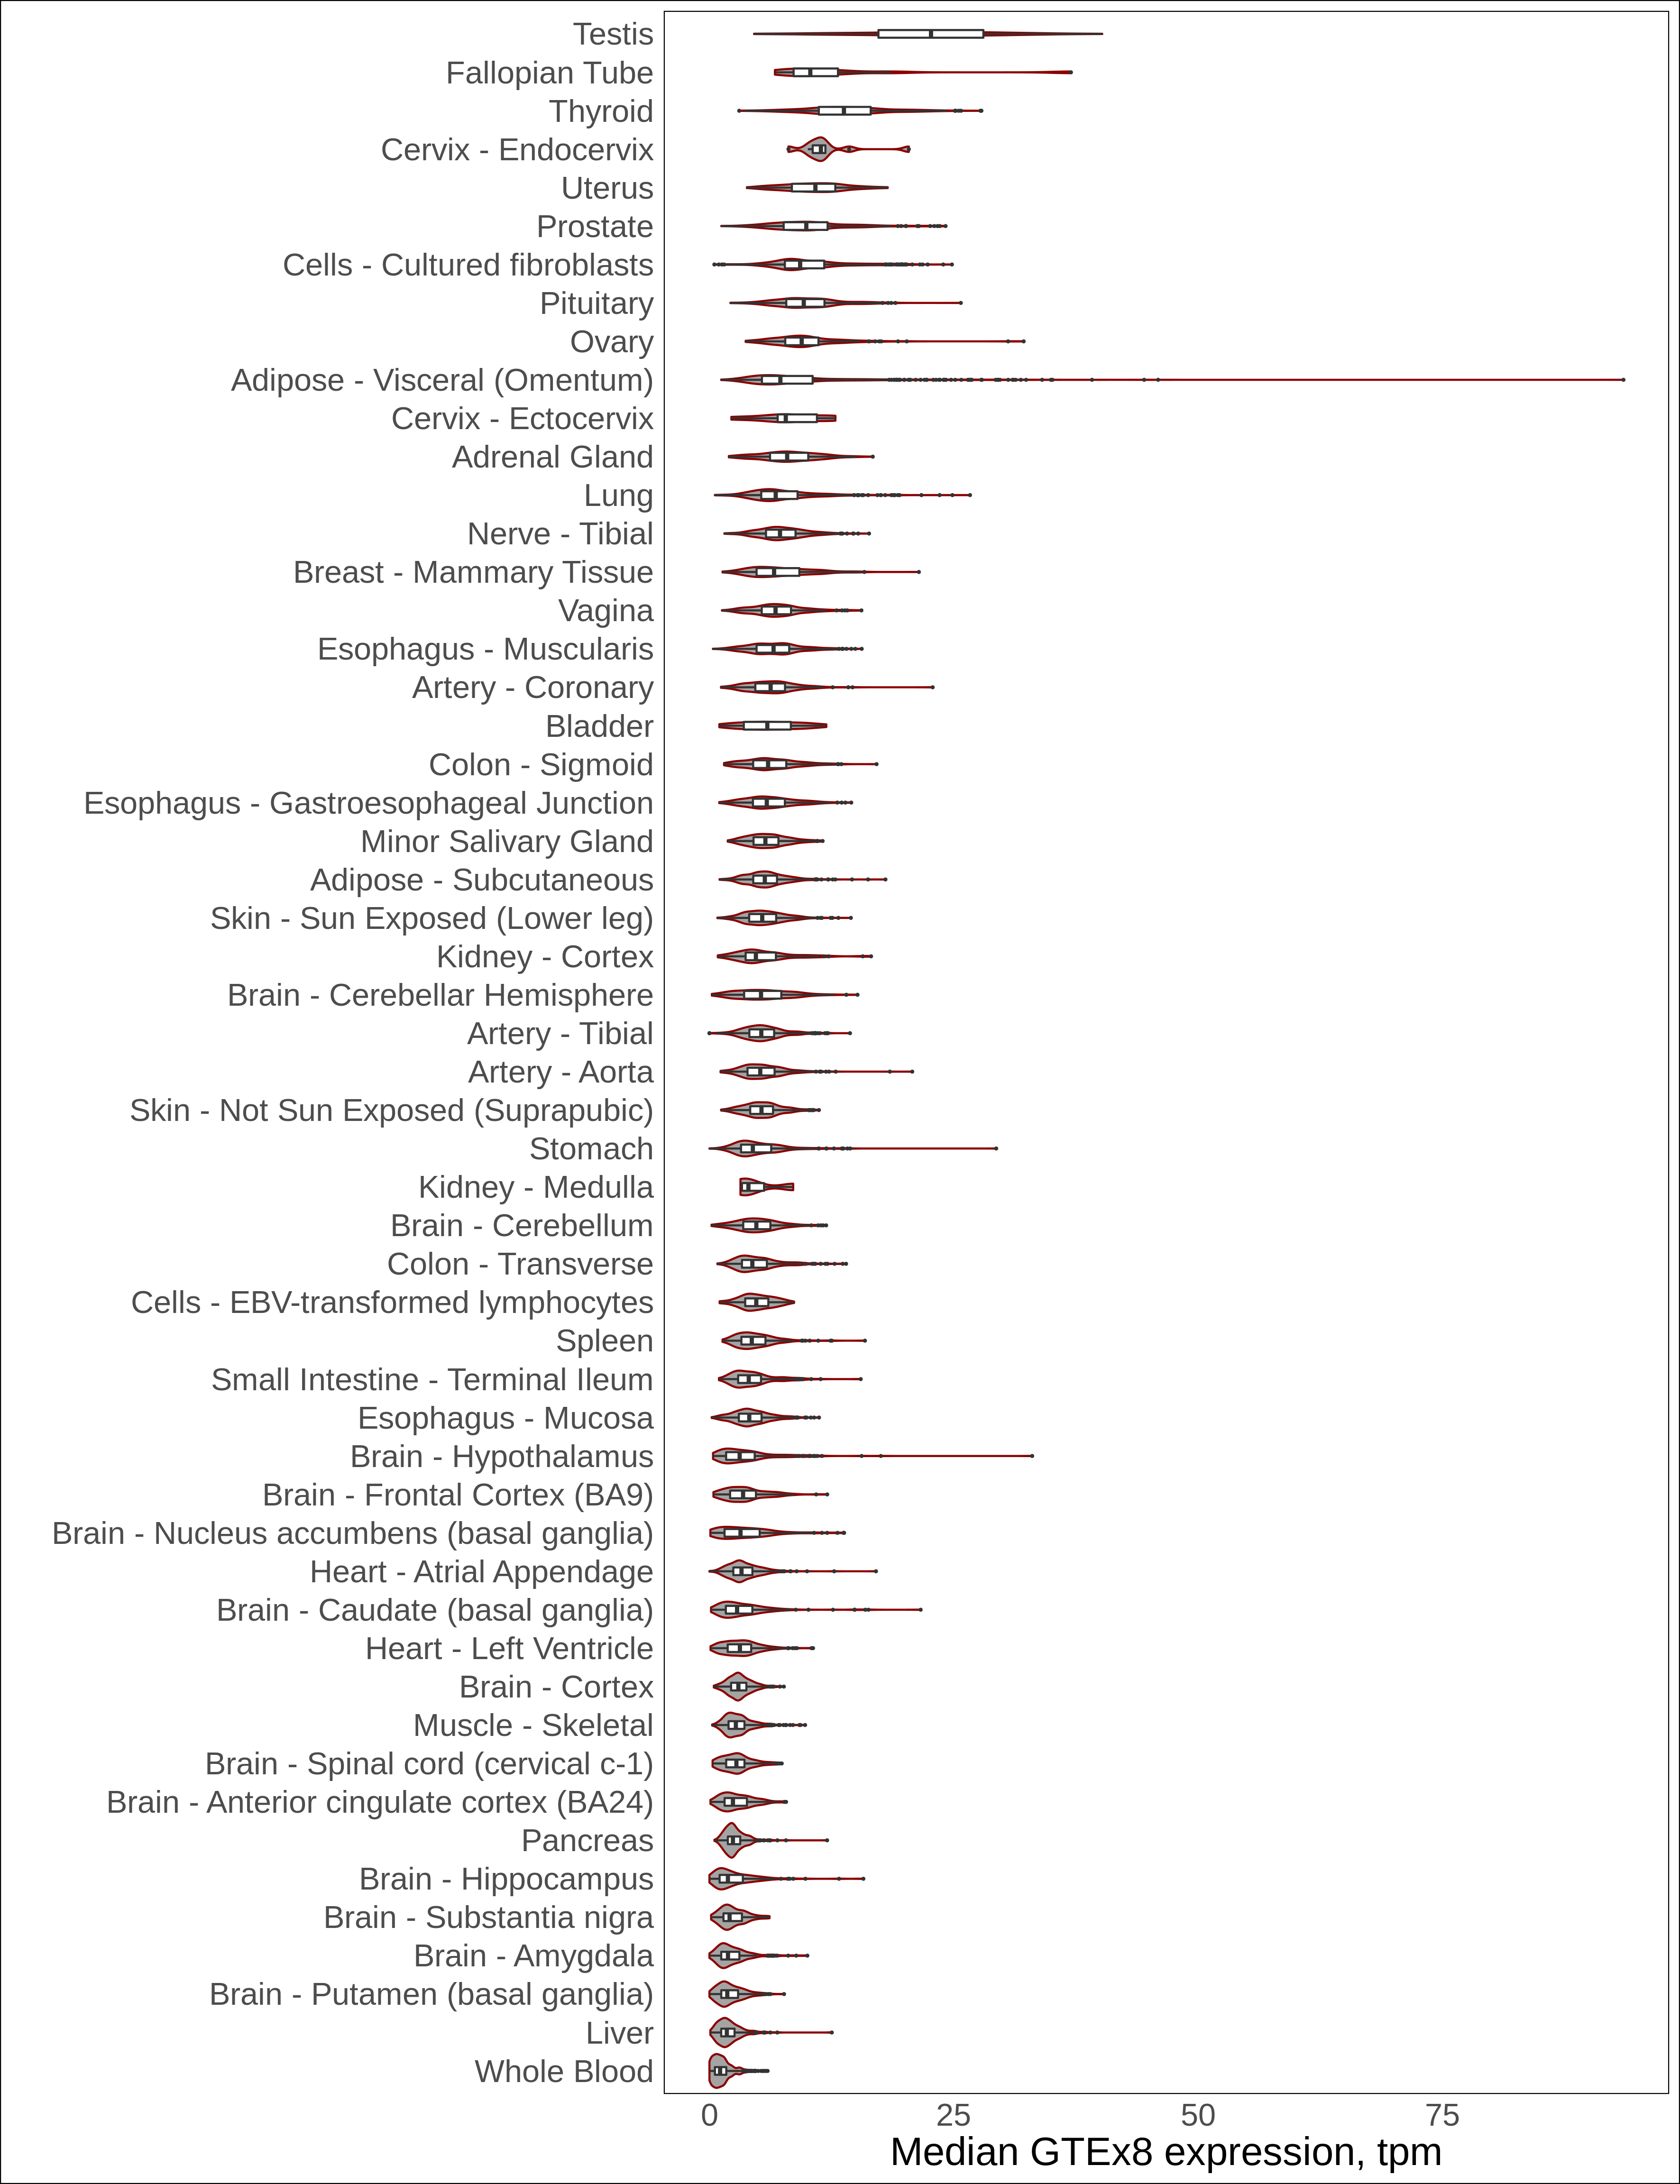 Testis
Fallopian Tube
Thyroid
Cervix - Endocervix
Uterus
Prostate
Cells - Cultured fibroblasts
Pituitary
Ovary
Adipose - Visceral (Omentum)
Cervix - Ectocervix
Adrenal Gland
Lung
Nerve - Tibial
Breast - Mammary Tissue
Vagina
Esophagus - Muscularis
Artery - Coronary
Bladder
Colon - Sigmoid
Esophagus - Gastroesophageal Junction
Minor Salivary Gland
Adipose - Subcutaneous
Skin - Sun Exposed (Lower leg)
Kidney - Cortex
Brain - Cerebellar Hemisphere
Artery - Tibial
Artery - Aorta
Skin - Not Sun Exposed (Suprapubic)
Stomach
Kidney - Medulla
Brain - Cerebellum
Colon - Transverse
Cells - EBV-transformed lymphocytes
Spleen
Small Intestine - Terminal Ileum
Esophagus - Mucosa
Brain - Hypothalamus
Brain - Frontal Cortex (BA9)
Brain - Nucleus accumbens (basal ganglia)
Heart - Atrial Appendage
Brain - Caudate (basal ganglia)
Heart - Left Ventricle
Brain - Cortex
Muscle - Skeletal
Brain - Spinal cord (cervical c-1)
Brain - Anterior cingulate cortex (BA24)
Pancreas
Brain - Hippocampus
Brain - Substantia nigra
Brain - Amygdala
Brain - Putamen (basal ganglia)
Liver
Whole Blood
0 25 50 75
Median GTEx8 expression, tpm